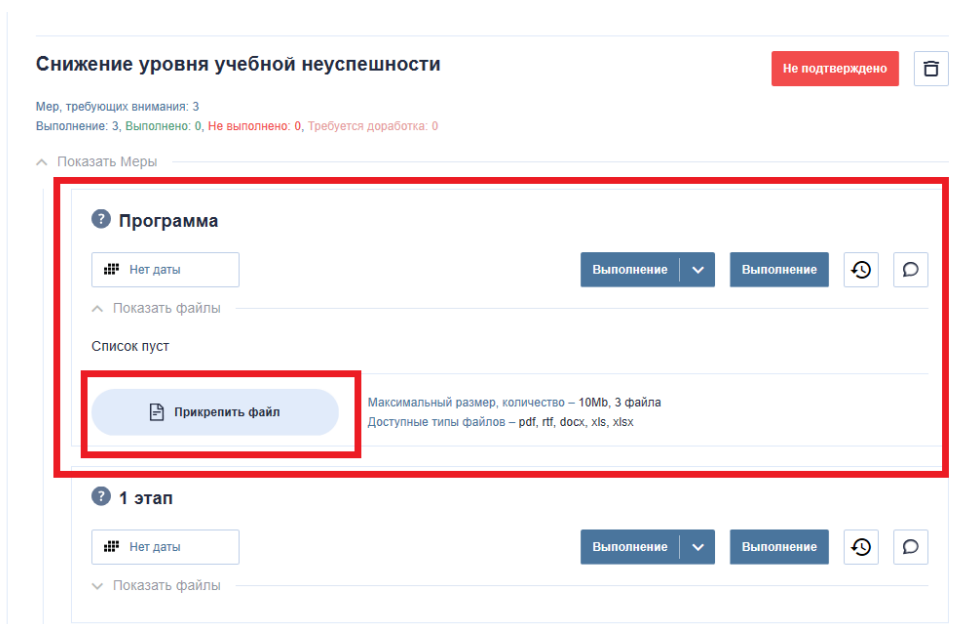 Снижение уровня учебной неуспешности
Не подтверждено
Мер, требующих внимания: 3
Выполнение: 3, Выполнено: 0, Не выполнено: 0, Требуется доработка: 0
Показать Меры
? Программа
Нет даты
Выполнение
Выполнение
Показать файлы
Список пуст
Прикрепить файл
Максимальный размер, количество – 10Mb, 3 файла
Доступные типы файлов – pdf, rtf, docx, xls, xlsx
? 1 этап
Нет даты
Выполнение
Выполнение
Показать файлы